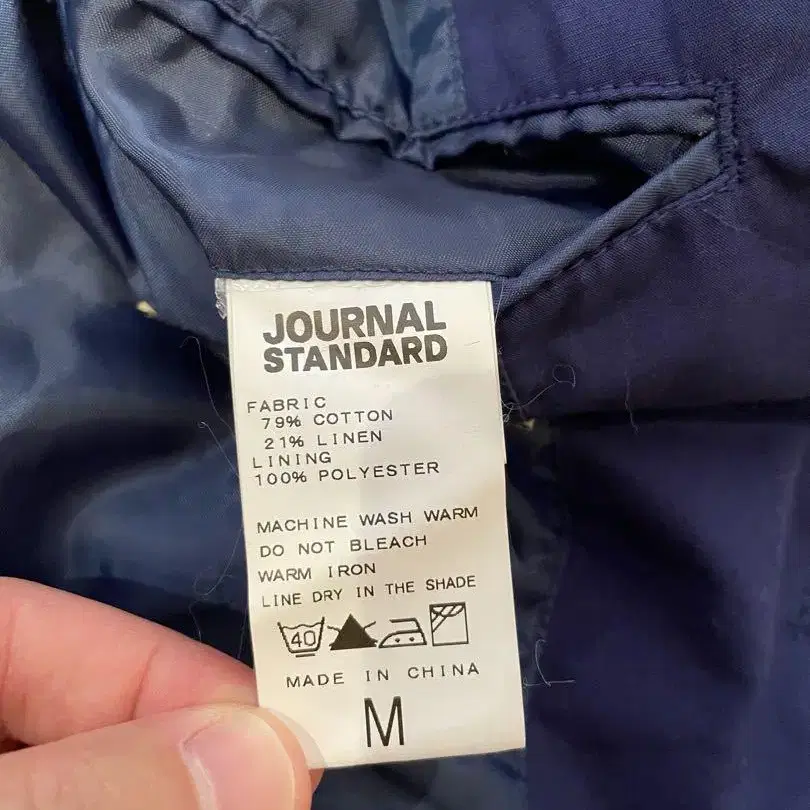 JOURNAL
STANDARD
FABRIC
79% COTTON
21% LINEN
LINING
100% POLYESTER
MACHINE WASH WARM
DO NOT BLEACH
WARM IRON
LINE DRY IN THE SHADE
40
MADE IN CHINA
M